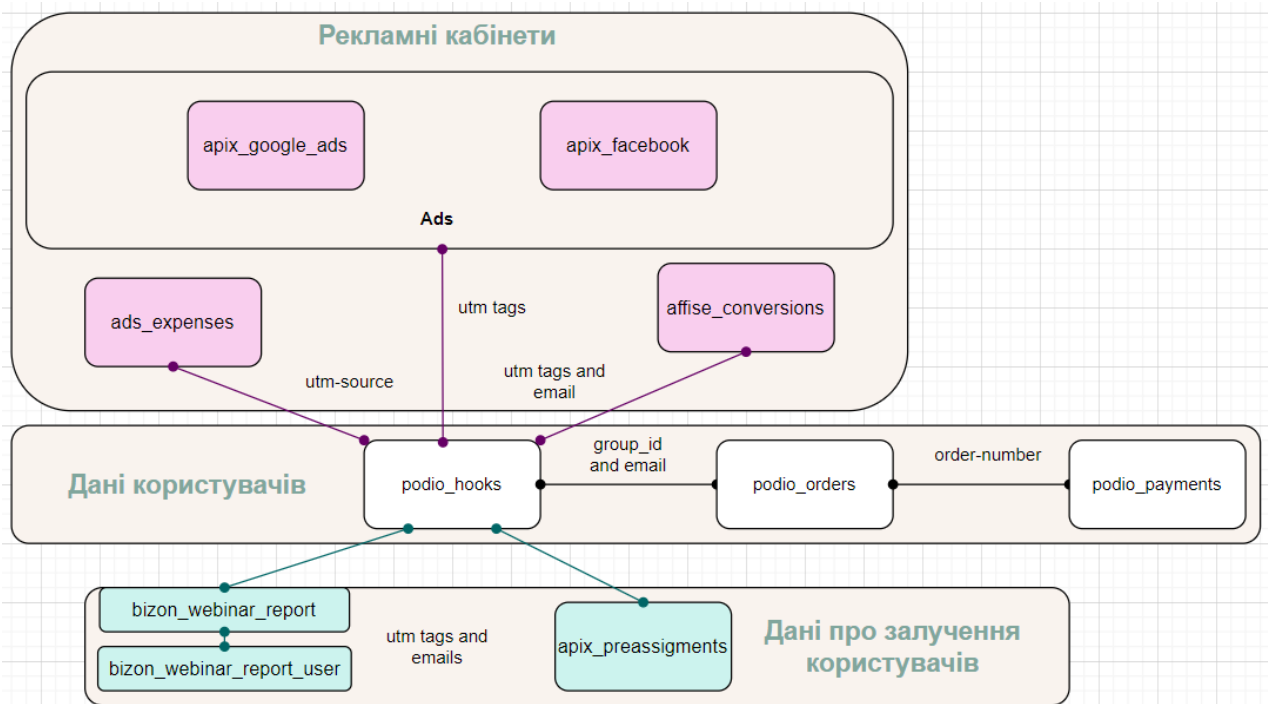 Рекламні кабінети
apix_google_ads
apix_facebook
Ads
ads_expenses
utm tags
affise_conversions
utm-source
utm tags and
email
Дані користувачів
podio_hooks
group_id
and email
podio_orders
order-number
podio_payments
bizon_webinar_report
bizon_webinar_report_user
utm tags and
emails
apix_preassigments
Дані про залучення
користувачів